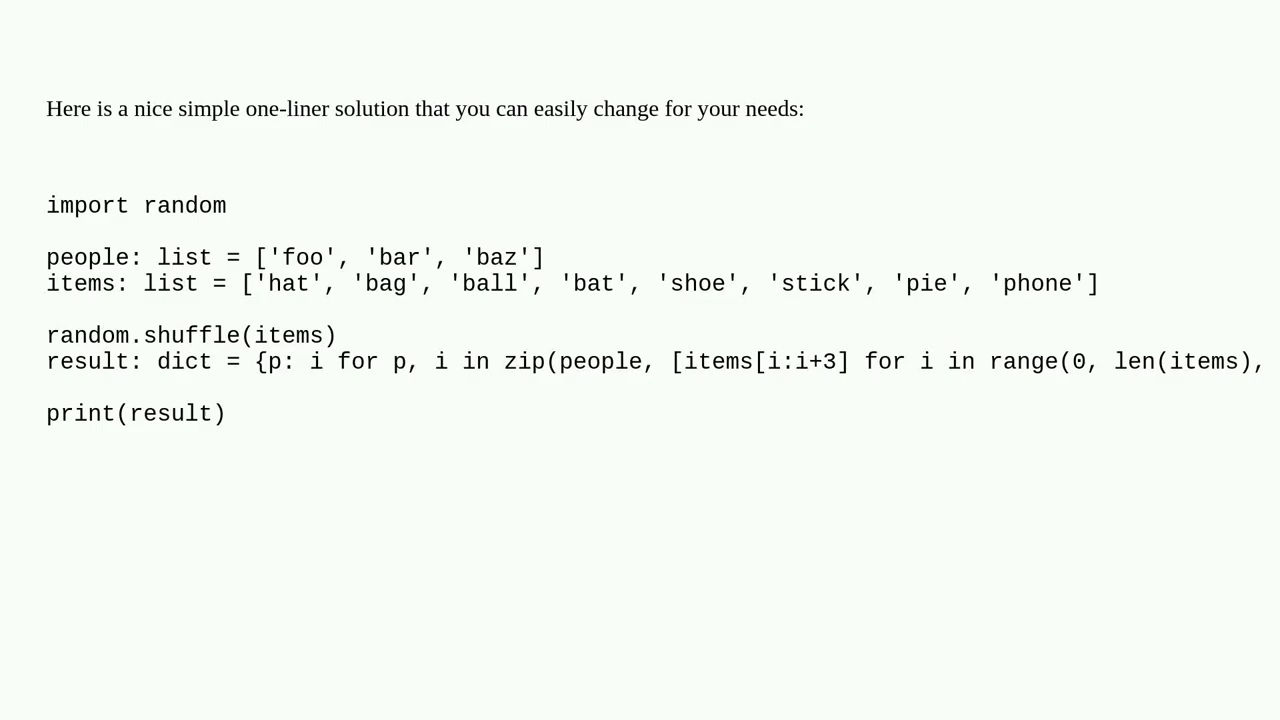 Here is a nice simple one-liner solution that you can easily change for your needs:
import random
people: list = ['foo', 'bar', 'baz']
items: list = ['hat', 'bag', 'ball', 'bat', 'shoe', 'stick', 'pie', 'phone']
random.shuffle(items)
result: dict = {p: i for p, i in zip(people, [items[i:i+3] for i in range(0, len(items),
print(result)